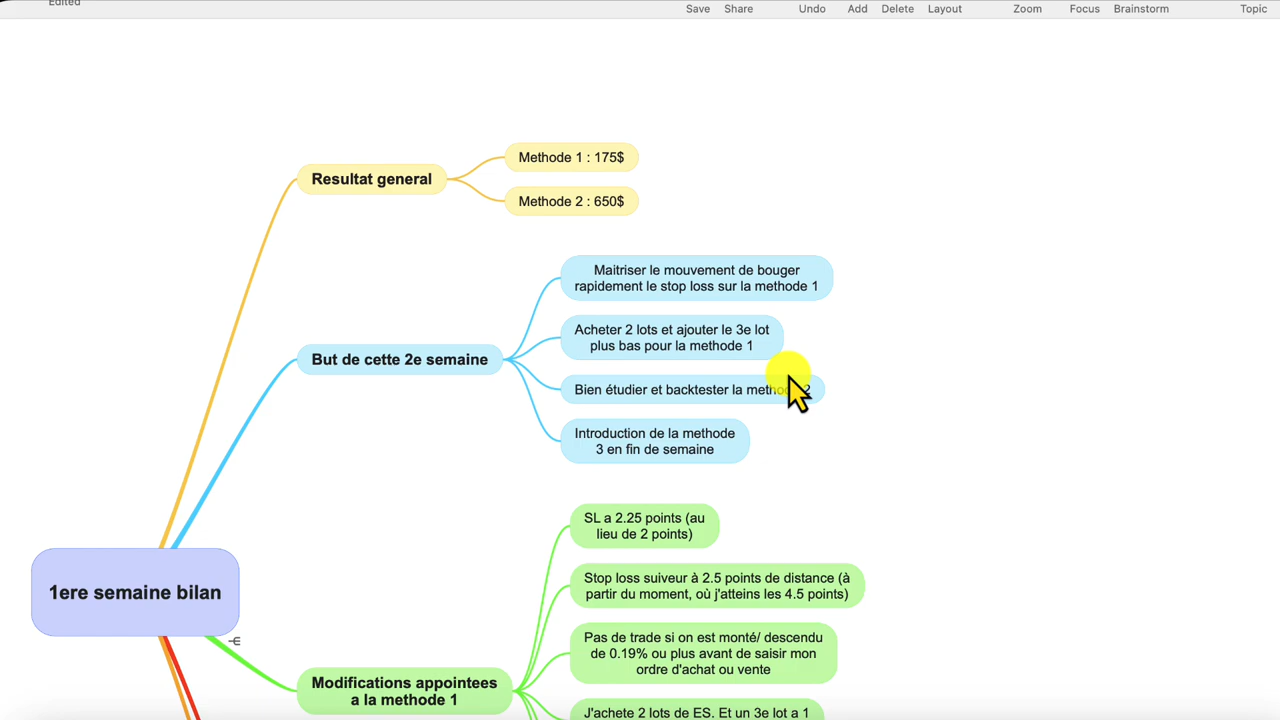 Edited
Save Share Undo Add Delete Layout Zoom Focus Brainstorm Topic
Resultat general
Methode 1 : 175$
Methode 2 : 650$
But de cette 2e semaine
Maitriser le mouvement de bouger
rapidement le stop loss sur la methode 1
Acheter 2 lots et ajouter le 3e lot
plus bas pour la methode 1
Bien étudier et backtester la methode 2
Introduction de la methode
3 en fin de semaine
1ere semaine bilan
Modifications appointees
a la methode 1
SL a 2.25 points (au
lieu de 2 points)
Stop loss suiveur à 2.5 points de distance (à
partir du moment, où j'atteins les 4.5 points)
Pas de trade si on est monté/ descendu
de 0.19% ou plus avant de saisir mon
ordre d'achat ou vente
J'achete 2 lots de ES. Et un 3e lot a 1